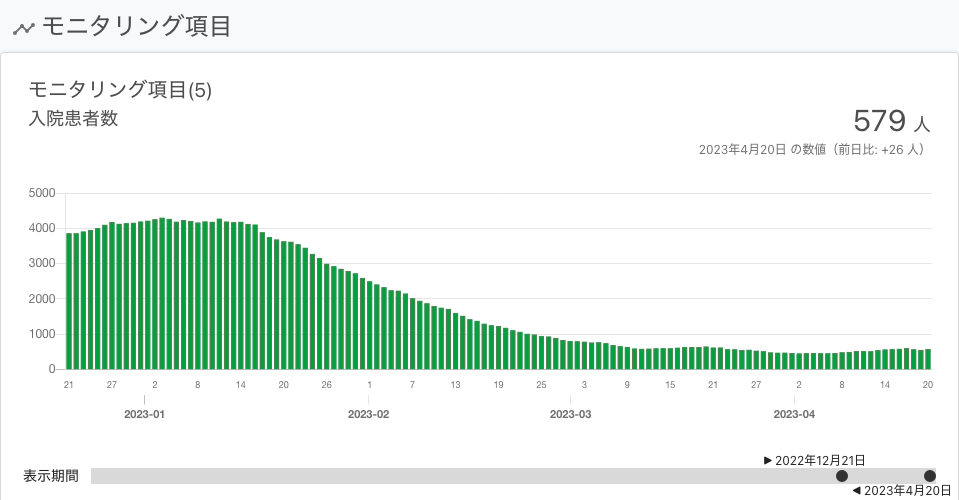 モニタリング項目
モニタリング項目(5)
入院患者数
579 人
2023年4月20日 の数値（前日比: +26 人）
5000
4000
3000
2000
1000
0
21 27 2 8 14 20 26 1 7 13 19 25 3 9 15 21 27 2 8 14 20
2023-01 2023-02 2023-03 2023-04
2022年12月21日
表示期間
2023年4月20日